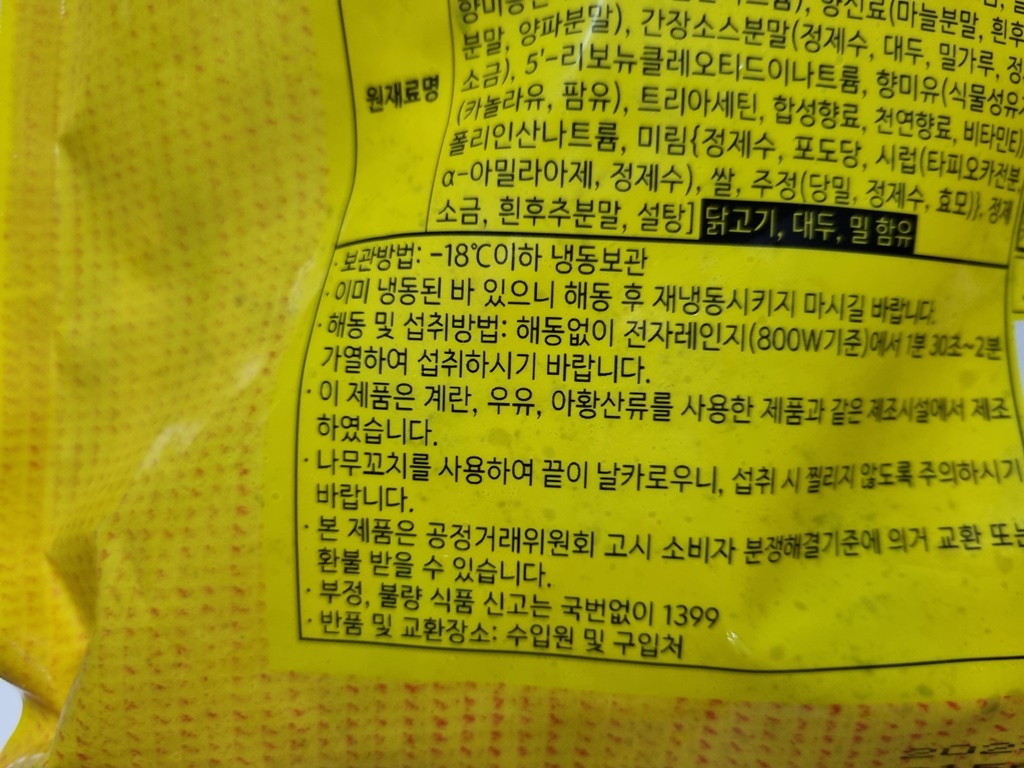 향미증진제
분말, 양파분말), 간장소스분말(정제수, 대두, 밀가루,
소금), 5'-리보뉴클레오티드이나트륨, 향미유(식물성유지
(카놀라유, 팜유), 트리아세틴, 합성향료, 천연향료, 비타민E)
원재료명
폴리인산나트륨, 미림{정제수, 포도당, 시럽(타피오카전분,
α-아밀라아제, 정제수), 쌀, 주정(당밀, 정제수, 효모)},
소금, 흰후추분말, 설탕] 닭고기, 대두, 밀 함유
· 보관방법: -18℃이하 냉동보관
· 이미 냉동된 바 있으니 해동 후 재냉동시키지 마시길 바랍니다.
· 해동 및 섭취방법: 해동없이 전자레인지(800W기준)에서 1분 30초~2분
가열하여 섭취하시기 바랍니다.
· 이 제품은 계란, 우유, 아황산류를 사용한 제품과 같은 제조시설에서 제조
하였습니다.
· 나무꼬치를 사용하여 끝이 날카로우니, 섭취 시 찔리지 않도록 주의하시기
바랍니다.
· 본 제품은 공정거래위원회 고시 소비자 분쟁해결기준에 의거 교환 또는
환불 받을 수 있습니다.
· 부정, 불량 식품 신고는 국번없이 1399
· 반품 및 교환장소: 수입원 및 구입처